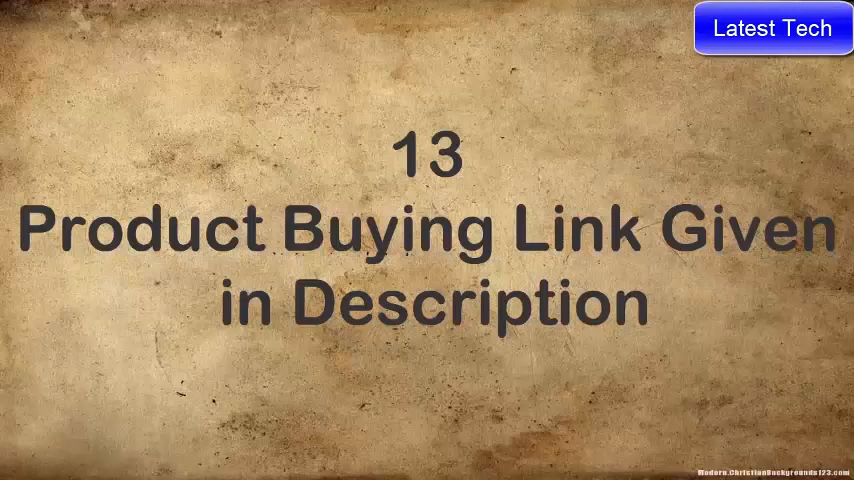 Latest Tech
13
Product Buying Link Given
in Description
Modern.ChristianBackgrounds123.com